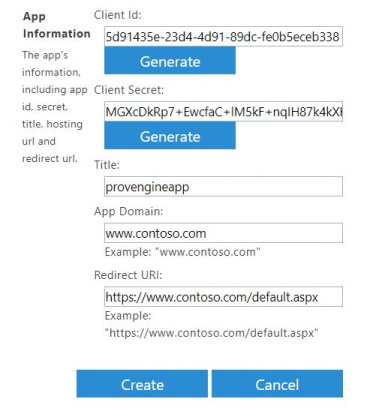 App Information
The app's information, including app id, secret, title, hosting url and redirect url.
Client Id:
5d91435e-23d4-4d91-89dc-fe0b5eceb338
Generate
Client Secret:
MGXcDkRp7+EwcfaC+lM5kF+nqIH87k4kX
Generate
Title:
provengineapp
App Domain:
www.contoso.com
Example: "www.contoso.com"
Redirect URI:
https://www.contoso.com/default.aspx
Example:
"https://www.contoso.com/default.aspx"
Create
Cancel